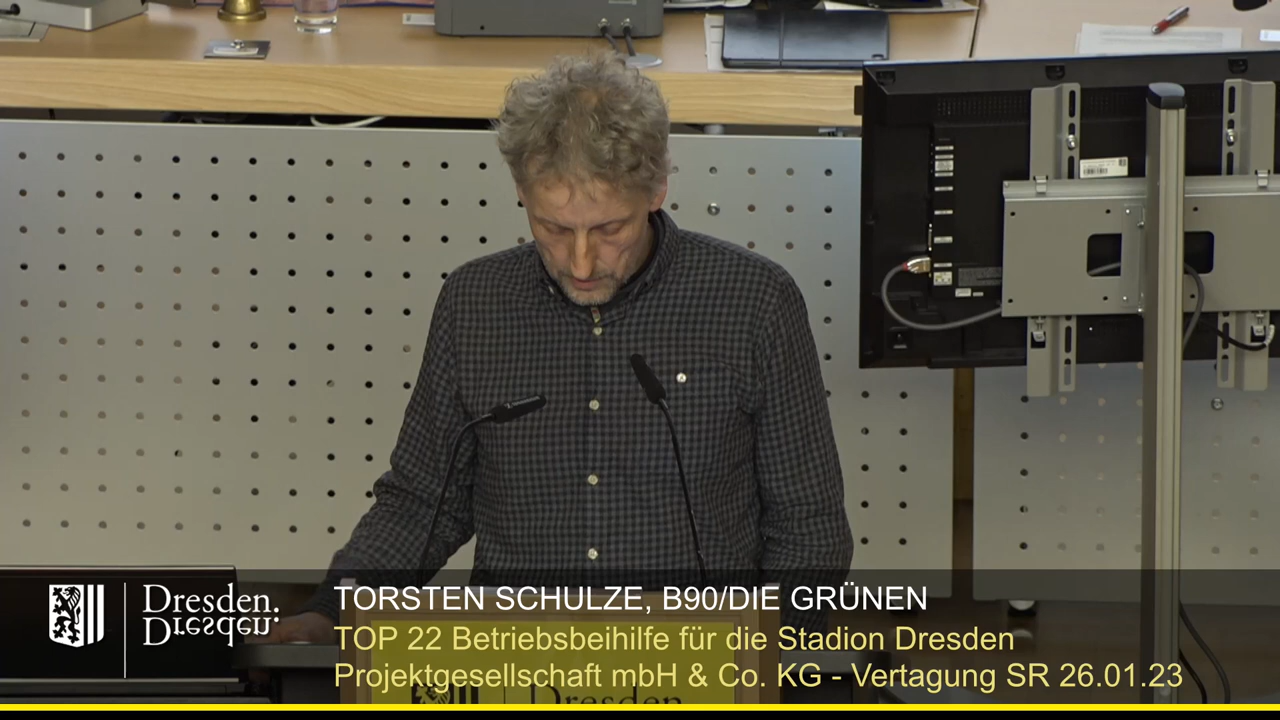 Dresden.
Dresden.
TORSTEN SCHULZE, B90/DIE GRÜNEN
TOP 22 Betriebsbeihilfe für die Stadion Dresden
Projektgesellschaft mbH & Co. KG - Vertagung SR 26.01.23
Dresden.